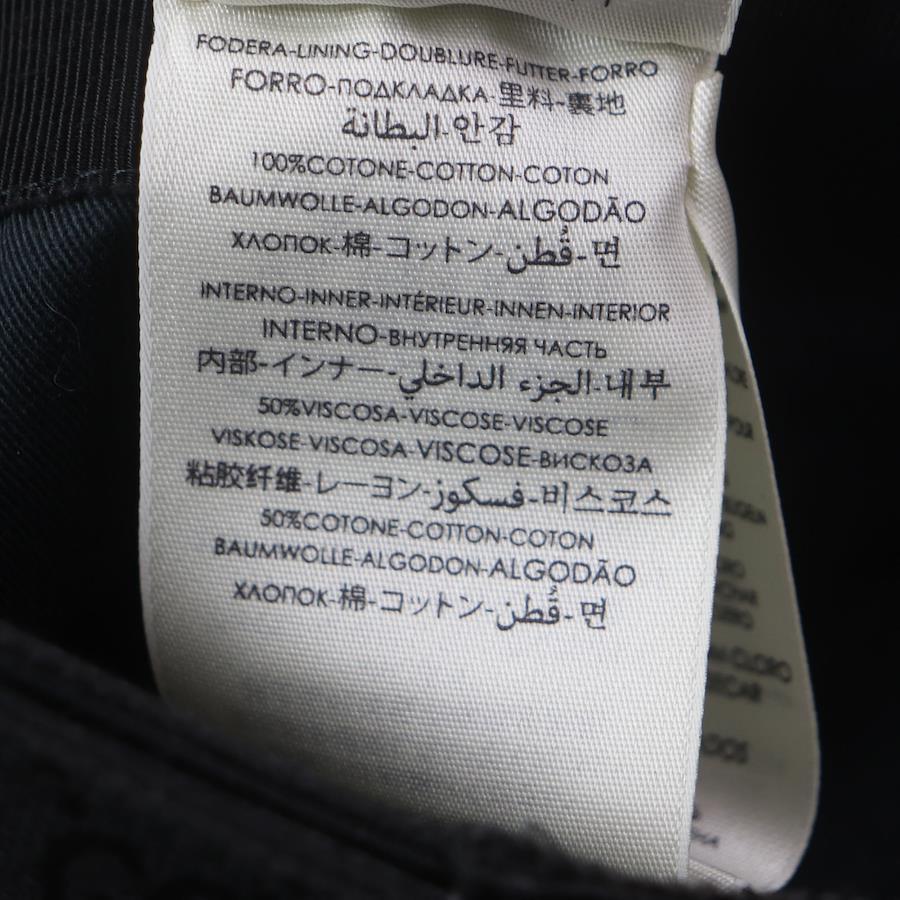 FODERA-LINING-DOUBLURE-FUTTER-FORRO
FORRO-ПОДКЛАДКА-里料-裏地
البطانة-안감
100%COTONE-COTTON-COTON
BAUMWOLLE-ALGODON-ALGODÃO
ХЛОПОК-棉-コットン-قُطن-면
INTERNO-INNER-INTÉRIEUR-INNEN-INTERIOR
INTERNO-ВНУТРЕННЯЯ ЧАСТЬ
内部-インナー-الجزء الداخلي-내부
50%VISCOSA-VISCOSE-VISCOSE
VISKOSE-VISCOSA-VISCOSE-ВИСКОЗА
粘胶纤维-レーヨン-فسكوز-비스코스
50%COTONE-COTTON-COTON
BAUMWOLLE-ALGODON-ALGODÃO
ХЛОПОК-棉-コットン-قُطن-면